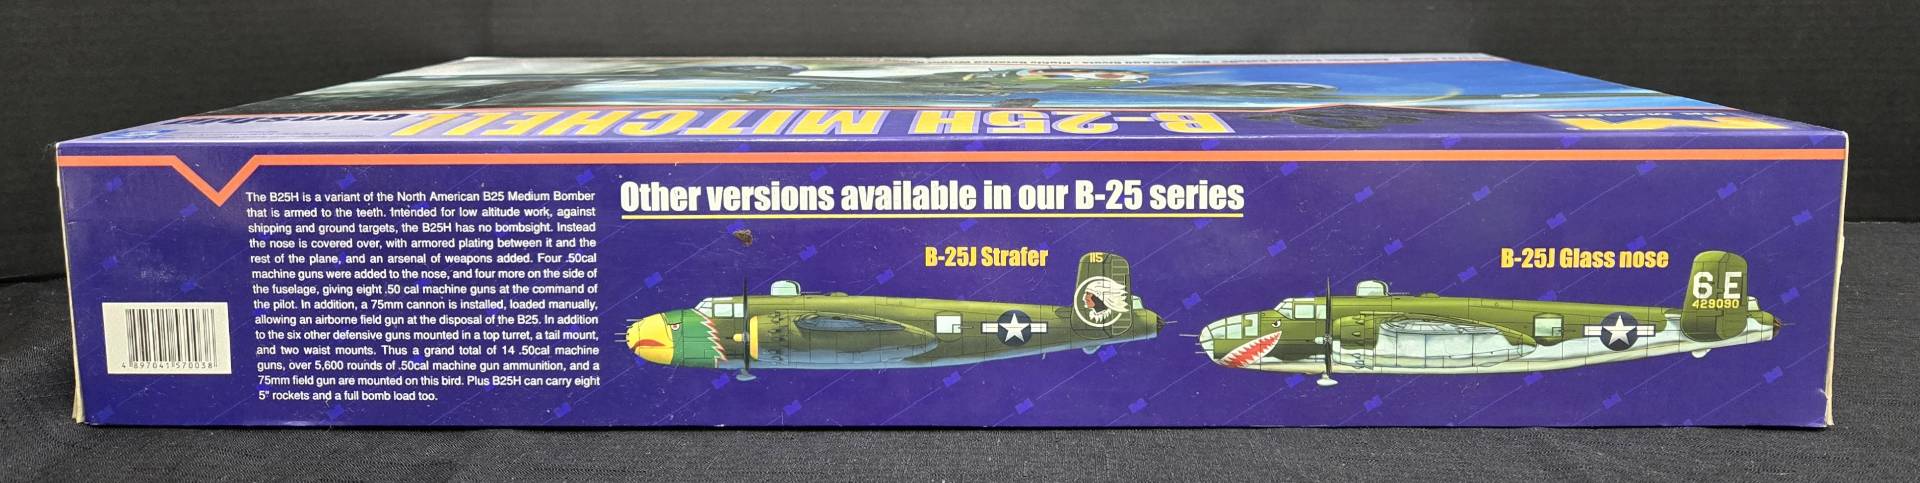 B-25H MITCHELL
The B25H is a variant of the North American B25 Medium Bomber
that is armed to the teeth. Intended for low altitude work, against
shipping and ground targets, the B25H has no bombsight. Instead
the nose is covered over, with armored plating between it and the
rest of the plane, and an arsenal of weapons added. Four .50cal
machine guns were added to the nose, and four more on the side of
the fuselage, giving eight .50 cal machine guns at the command of
the pilot. In addition, a 75mm cannon is installed, loaded manually,
allowing an airborne field gun at the disposal of the B25. In addition
to the six other defensive guns mounted in a top turret, a tail mount,
and two waist mounts. Thus a grand total of 14 .50cal machine
guns, over 5,600 rounds of .50cal machine gun ammunition, and a
75mm field gun are mounted on this bird. Plus B25H can carry eight
5" rockets and a full bomb load too.
4 897041 570038
Other versions available in our B-25 series
B-25J Strafer
115
B-25J Glass nose
6 E
429090